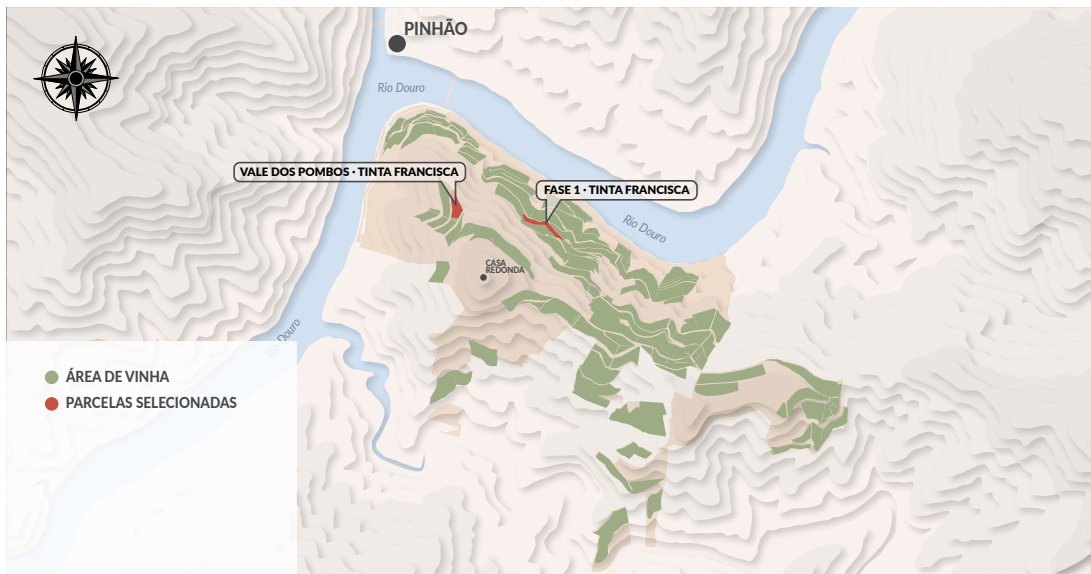 PINHÃO
Rio Douro
VALE DOS POMBOS · TINTA FRANCISCA
FASE 1 · TINTA FRANCISCA
Rio Douro
CASA
REDONDA
Rio Douro
ÁREA DE VINHA
PARCELAS SELECIONADAS